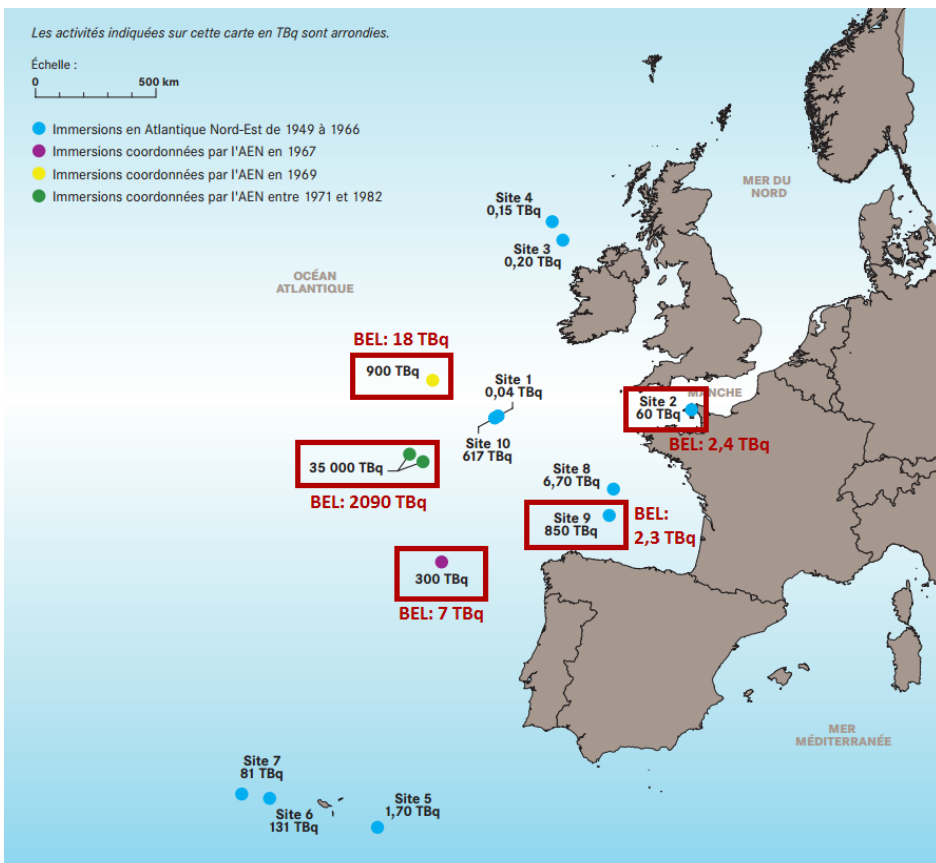 Les activités indiquées sur cette carte en TBq sont arrondies.
Échelle :
0 500 km
Immersions en Atlantique Nord-Est de 1949 à 1966
Immersions coordonnées par l'AEN en 1967
Immersions coordonnées par l'AEN en 1969
Immersions coordonnées par l'AEN entre 1971 et 1982
MER DU
NORD
Site 4
0,15 TBq
Site 3
0,20 TBq
OCÉAN
ATLANTIQUE
BEL: 18 TBq
900 TBq
Site 1
0,04 TBq
Site 10
617 TBq
MANCHE
Site 2
60 TBq
BEL: 2,4 TBq
35 000 TBq
BEL: 2090 TBq
Site 8
6,70 TBq
Site 9
850 TBq
BEL:
2,3 TBq
300 TBq
BEL: 7 TBq
MER
MÉDITERRANÉE
Site 7
81 TBq
Site 6
131 TBq
Site 5
1,70 TBq